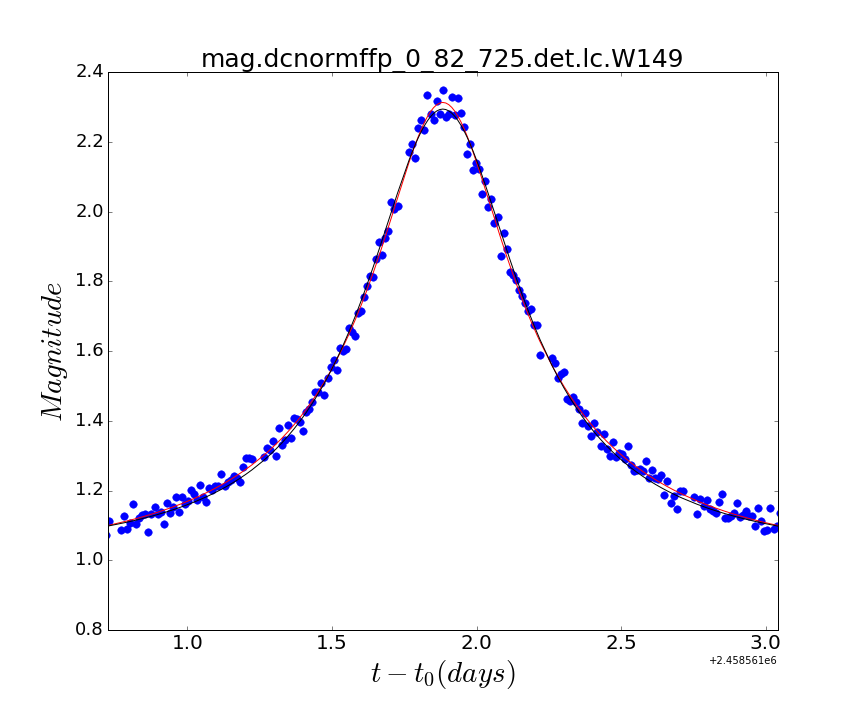 mag.dcnormffp_0_82_725.det.lc.W149
2.4
2.2
2.0
1.8
1.6
1.4
1.2
1.0
0.8
Magnitude
1.0 1.5 2.0 2.5 3.0
+2.458561e6
t − t₀(days)